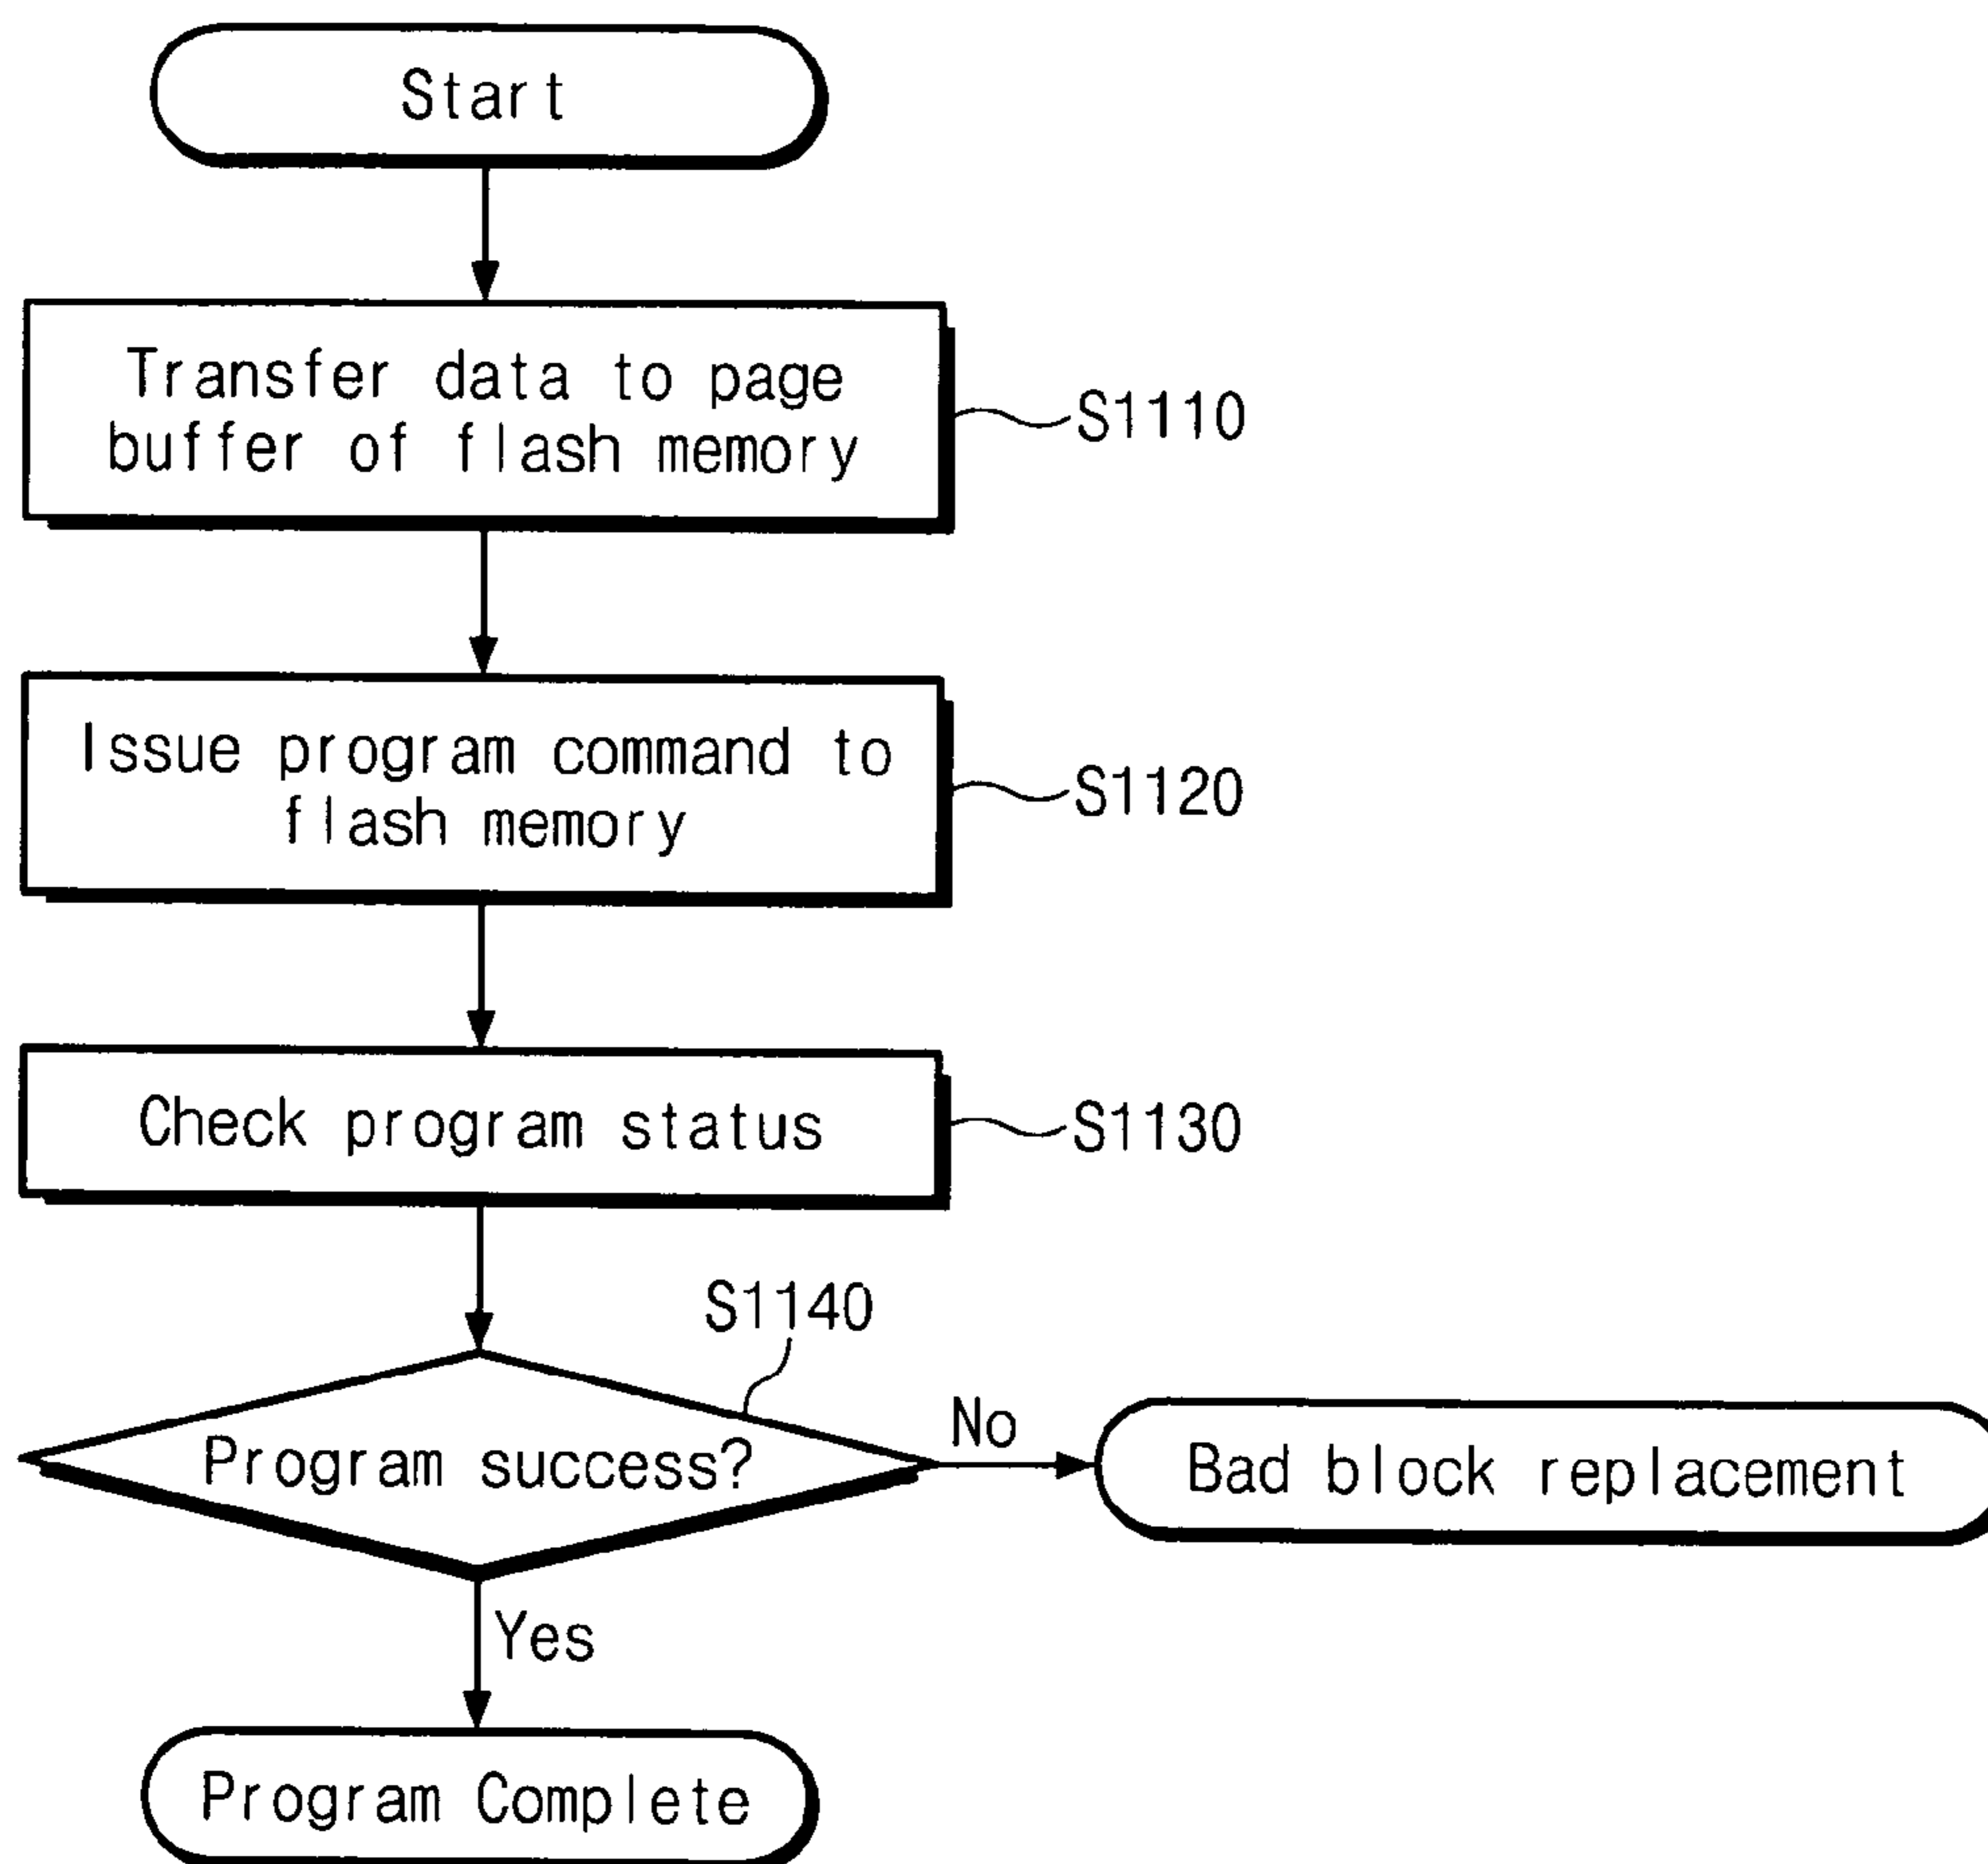 Start
Transfer data to page
buffer of flash memory
S1110
Issue program command to
flash memory
S1120
Check program status
S1130
S1140
Program success?
No
Bad block replacement
Yes
Program Complete